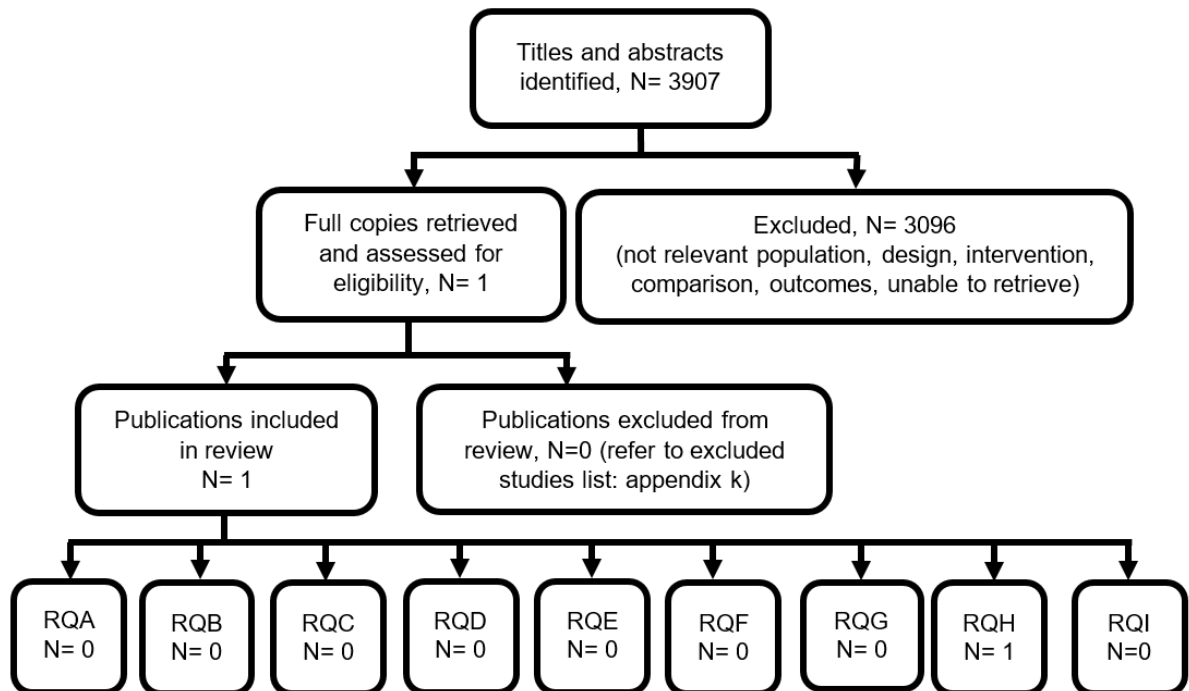 Titles and abstracts
identified, N= 3907
Full copies retrieved
and assessed for
eligibility, N= 1
Excluded, N= 3096
(not relevant population, design, intervention,
comparison, outcomes, unable to retrieve)
Publications included
in review
N= 1
Publications excluded from
review, N=0 (refer to excluded
studies list: appendix k)
RQA
N= 0
RQB
N= 0
RQC
N= 0
RQD
N= 0
RQE
N= 0
RQF
N= 0
RQG
N= 0
RQH
N= 1
RQI
N=0